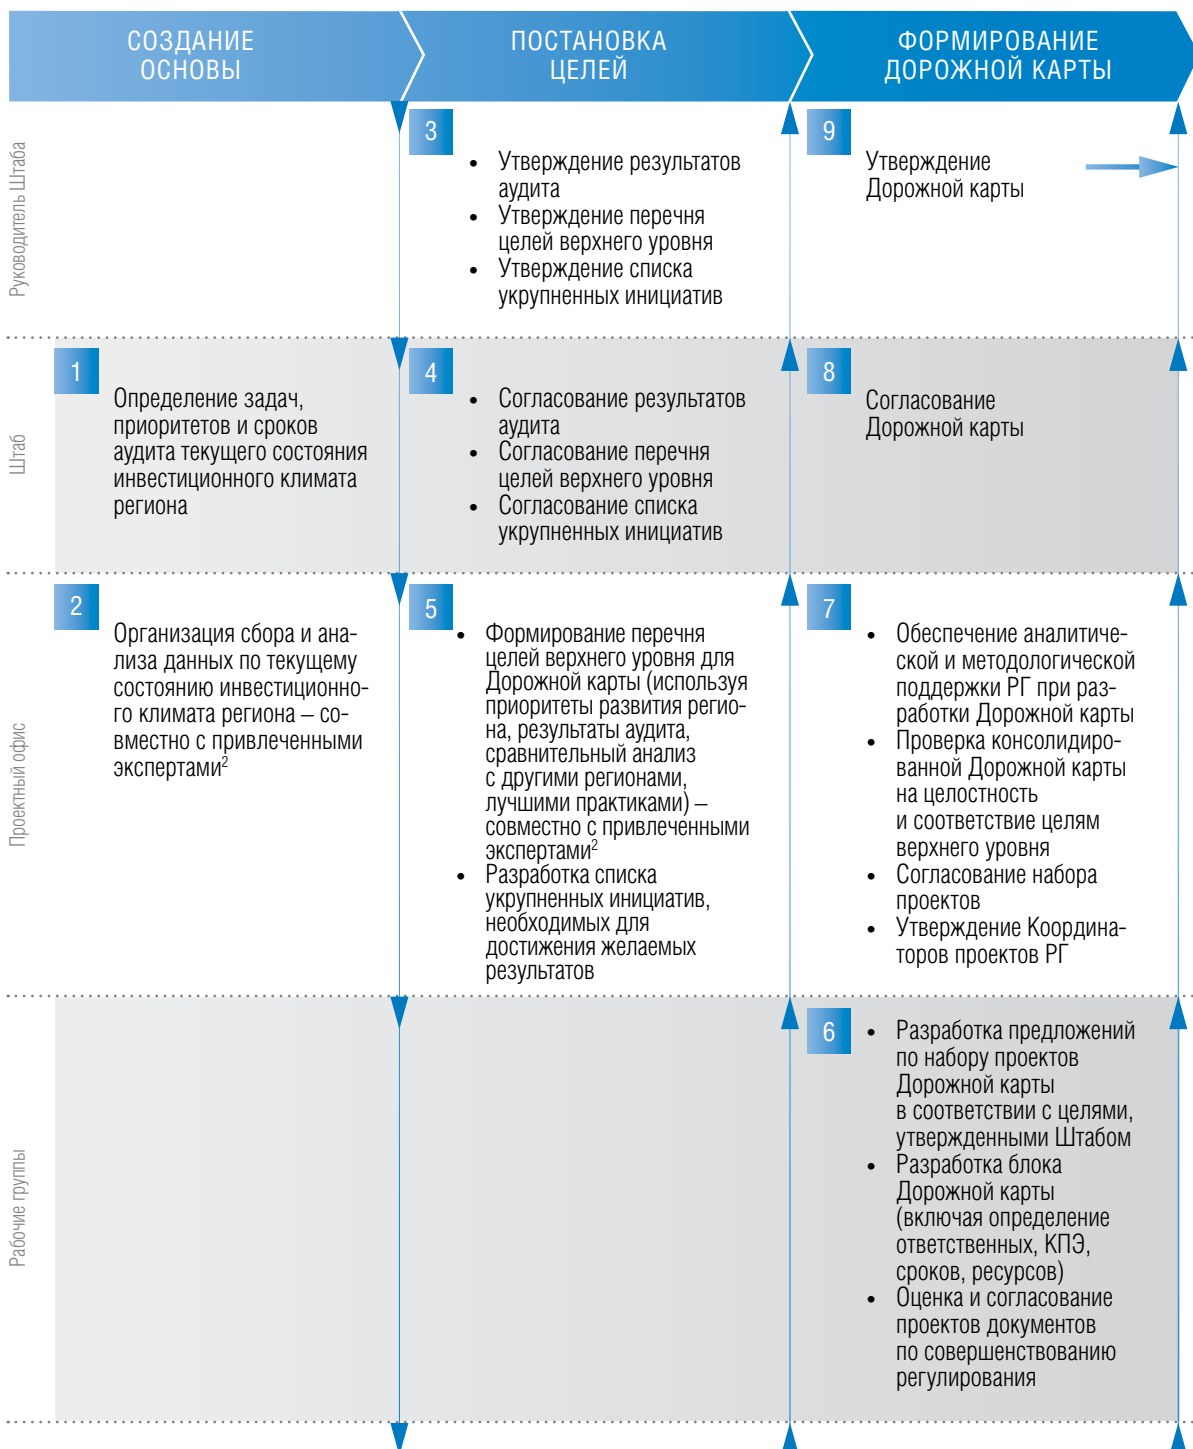 СОЗДАНИЕ
ОСНОВЫ
ПОСТАНОВКА
ЦЕЛЕЙ
ФОРМИРОВАНИЕ
ДОРОЖНОЙ КАРТЫ
Руководитель Штаба
3
• Утверждение результатов
аудита
• Утверждение перечня
целей верхнего уровня
• Утверждение списка
укрупненных инициатив
9
Утверждение
Дорожной карты
Штаб
1
Определение задач,
приоритетов и сроков
аудита текущего состояния
инвестиционного климата
региона
4
• Согласование результатов
аудита
• Согласование перечня
целей верхнего уровня
• Согласование списка
укрупненных инициатив
8
Согласование
Дорожной карты
Проектный офис
2
Организация сбора и ана-
лиза данных по текущему
состоянию инвестиционно-
го климата региона – со-
вместно с привлеченными
экспертами2
5
• Формирование перечня
целей верхнего уровня для
Дорожной карты (используя
приоритеты развития регио-
на, результаты аудита,
сравнительный анализ
с другими регионами,
лучшими практиками) –
совместно с привлеченными
экспертами2
• Разработка списка
укрупненных инициатив,
необходимых для
достижения желаемых
результатов
7
• Обеспечение аналитиче-
ской и методологической
поддержки РГ при раз-
работки Дорожной карты
• Проверка консолидиро-
ванной Дорожной карты
на целостность
и соответствие целям
верхнего уровня
• Согласование набора
проектов
• Утверждение Координа-
торов проектов РГ
Рабочие группы
6
• Разработка предложений
по набору проектов
Дорожной карты
в соответствии с целями,
утвержденными Штабом
• Разработка блока
Дорожной карты
(включая определение
ответственных, КПЭ,
сроков, ресурсов)
• Оценка и согласование
проектов документов
по совершенствованию
регулирования